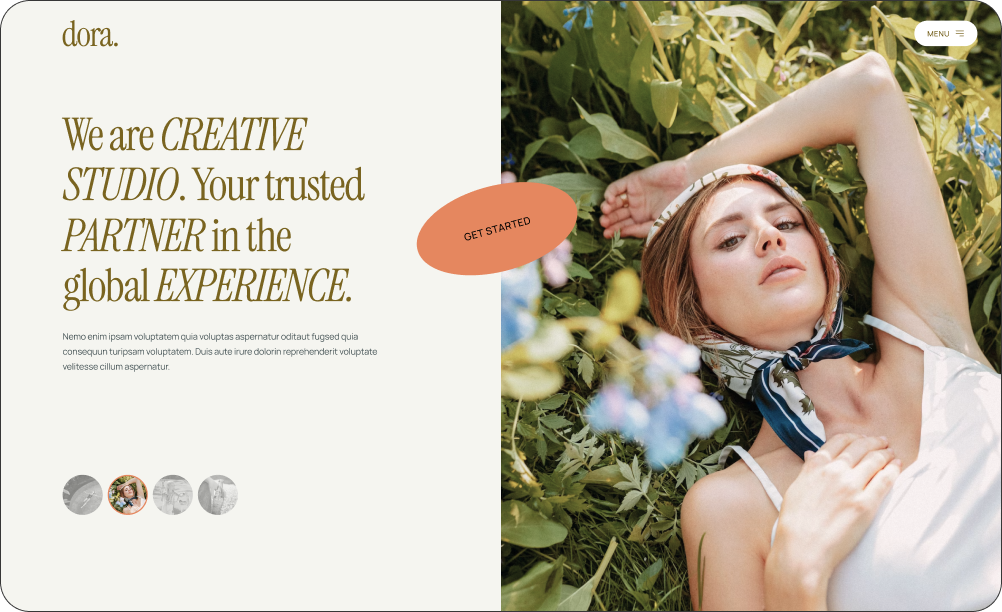 dora.
MENU
We are CREATIVE
STUDIO. Your trusted
PARTNER in the
global EXPERIENCE.
GET STARTED
Nemo enim ipsam voluptatem quia voluptas aspernatur oditaut fugsed quia
consequun turipsam voluptatem. Duis aute irure dolorin reprehenderit voluptate
velitesse cillum aspernatur.